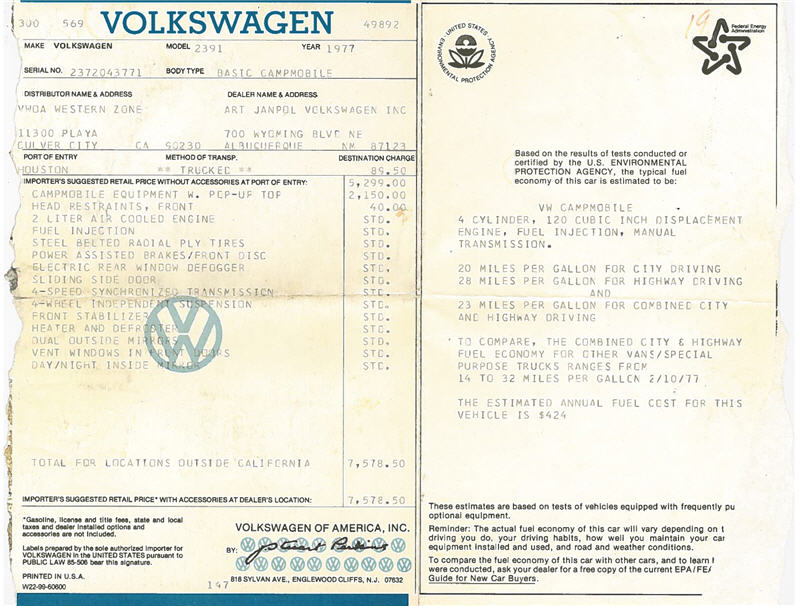 300 569 VOLKSWAGEN 49892
MAKE VOLKSWAGEN MODEL 2391 YEAR 1977
SERIAL NO. 2372043771 BODY TYPE BASIC CAMPMOBILE
DISTRIBUTOR NAME & ADDRESS DEALER NAME & ADDRESS
VWOA WESTERN ZONE ART JANPOL VOLKSWAGEN INC
11300 PLAYA 700 WYOMING BLVD NE
CULVER CITY CA 90230 ALBUQUERQUE NM 87123
PORT OF ENTRY METHOD OF TRANSP. DESTINATION CHARGE
HOUSTON ** TRUCKED ** 89.50
IMPORTER'S SUGGESTED RETAIL PRICE WITHOUT ACCESSORIES AT PORT OF ENTRY: 5,299.00
CAMPMOBILE EQUIPMENT W. POP-UP TOP 2,150.00
HEAD RESTRAINTS, FRONT 40.00
2 LITER AIR COOLED ENGINE STD.
FUEL INJECTION STD.
STEEL BELTED RADIAL PLY TIRES STD.
POWER ASSISTED BRAKES/FRONT DISC STD.
ELECTRIC REAR WINDOW DEFOGGER STD.
SLIDING SIDE DOOR STD.
4-SPEED SYNCHRONIZED TRANSMISSION STD.
4-WHEEL INDEPENDENT SUSPENSION STD.
FRONT STABILIZER STD.
HEATER AND DEFROSTER STD.
DUAL OUTSIDE MIRRORS STD.
VENT WINDOWS IN FRONT DOORS STD.
DAY/NIGHT INSIDE MIRROR STD.
TOTAL FOR LOCATIONS OUTSIDE CALIFORNIA 7,578.50
IMPORTER'S SUGGESTED RETAIL PRICE* WITH ACCESSORIES AT DEALER'S LOCATION: 7,578.50
*Gasoline, license and title fees, state and local
taxes and dealer installed options and
accessories are not included.
Labels prepared by the sole authorized importer for
VOLKSWAGEN in the UNITED STATES pursuant to
PUBLIC LAW 85-506 bear this signature.
PRINTED IN U.S.A.
W22-99-60600
147
VOLKSWAGEN OF AMERICA, INC.
BY: J. Stuart Perkins
818 SYLVAN AVE., ENGLEWOOD CLIFFS, N.J. 07632
UNITED STATES
ENVIRONMENTAL PROTECTION AGENCY
19
Federal Energy
Administration
Based on the results of tests conducted or
certified by the U.S. ENVIRONMENTAL
PROTECTION AGENCY, the typical fuel
economy of this car is estimated to be:
VW CAMPMOBILE
4 CYLINDER, 120 CUBIC INCH DISPLACEMENT
ENGINE, FUEL INJECTION, MANUAL
TRANSMISSION.
20 MILES PER GALLON FOR CITY DRIVING
28 MILES PER GALLON FOR HIGHWAY DRIVING
AND
23 MILES PER GALLON FOR COMBINED CITY
AND HIGHWAY DRIVING
TO COMPARE, THE COMBINED CITY & HIGHWAY
FUEL ECONOMY FOR OTHER VANS/SPECIAL
PURPOSE TRUCKS RANGES FROM
14 TO 32 MILES PER GALLON 2/10/77
THE ESTIMATED ANNUAL FUEL COST FOR THIS
VEHICLE IS $424
These estimates are based on tests of vehicles equipped with frequently pu
optional equipment.
Reminder: The actual fuel economy of this car will vary depending on t
driving you do, your driving habits, how well you maintain your car
equipment installed and used, and road and weather conditions.
To compare the fuel economy of this car with other cars, and to learn
were conducted, ask your dealer for a free copy of the current EPA/FE
Guide for New Car Buyers.